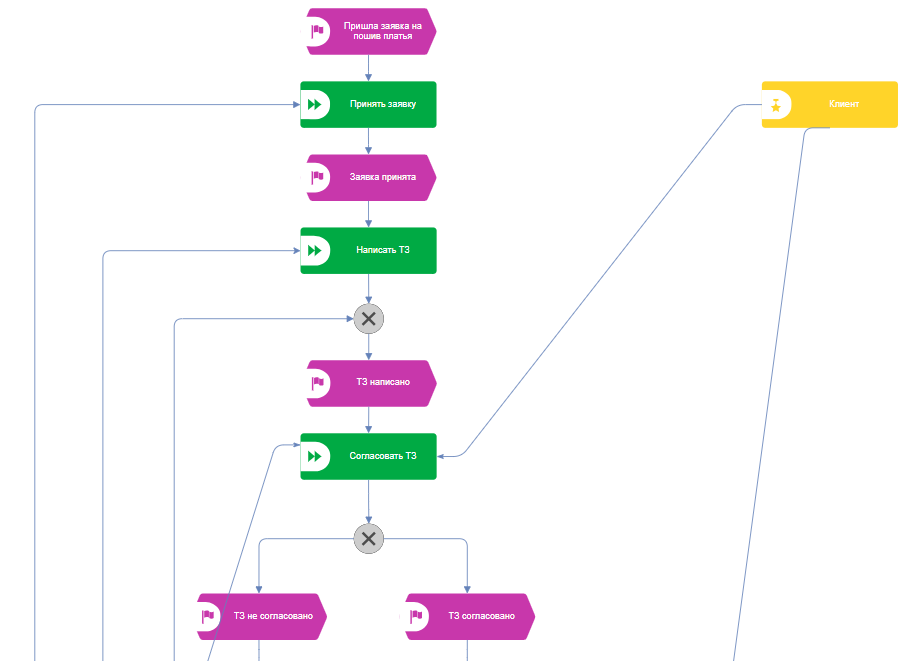 Пришла заявка на
пошив платья
Принять заявку
Клиент
Заявка принята
Написать ТЗ
ТЗ написано
Согласовать ТЗ
ТЗ не согласовано
ТЗ согласовано